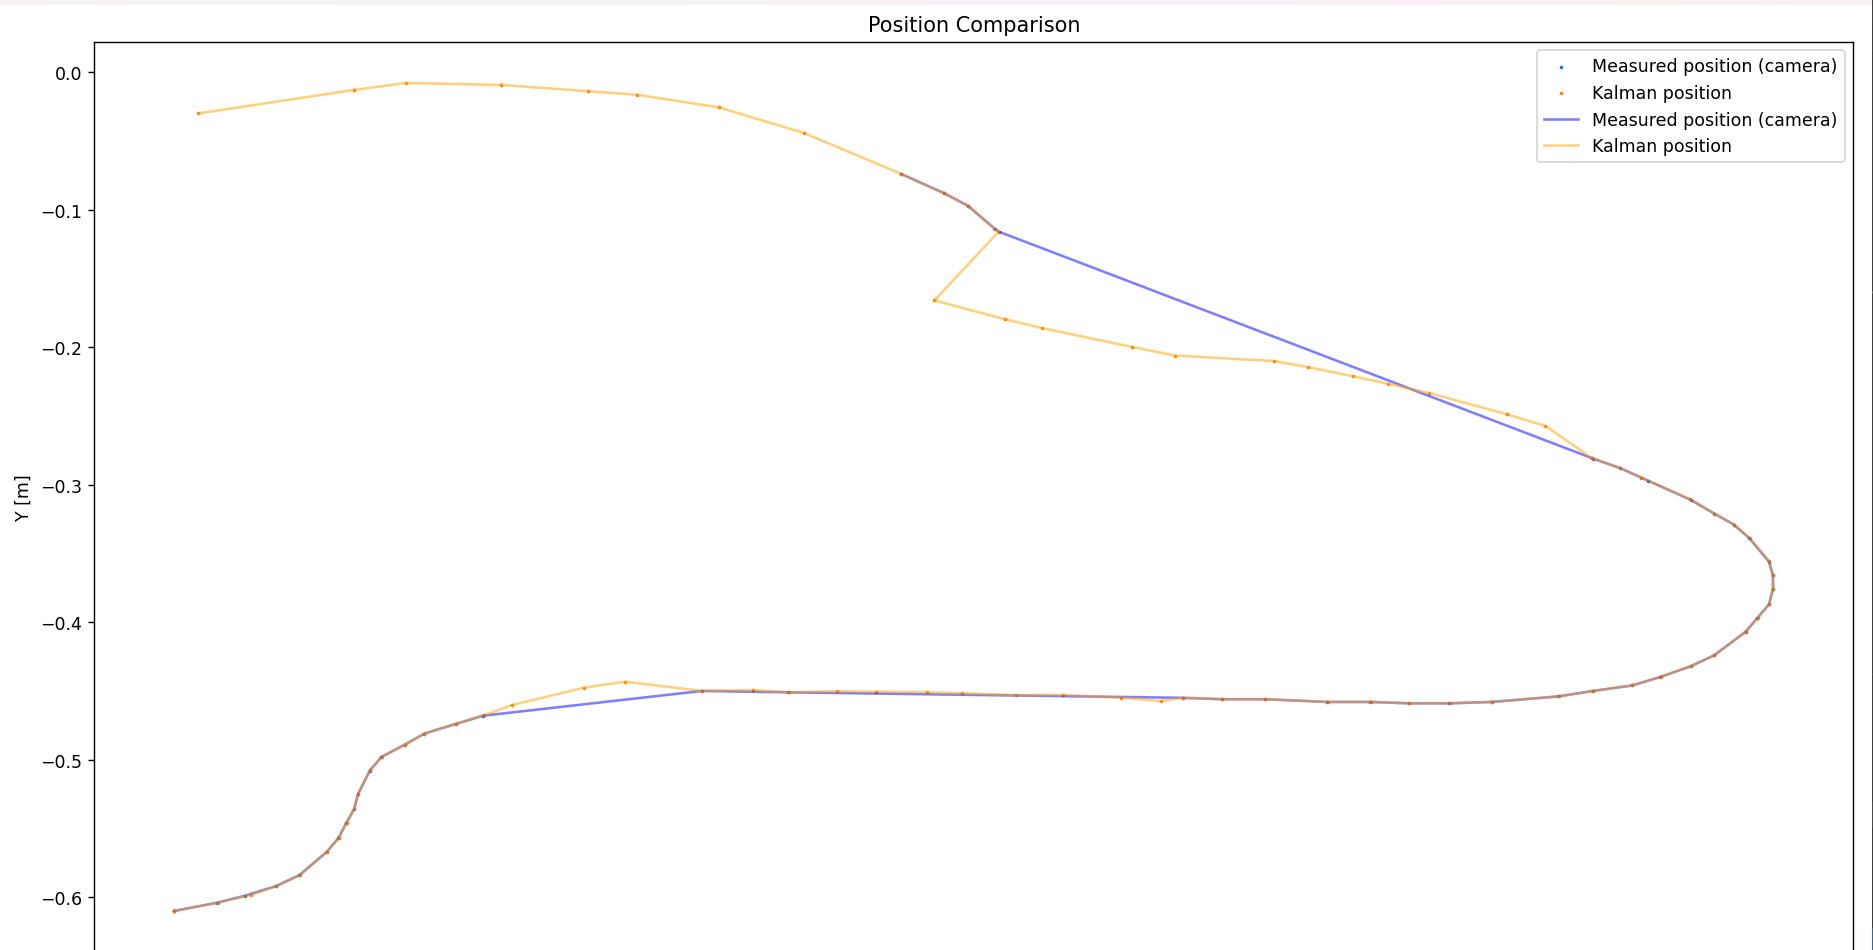 Position Comparison
Measured position (camera)
Kalman position
Measured position (camera)
Kalman position
Y [m]
0.0
−0.1
−0.2
−0.3
−0.4
−0.5
−0.6